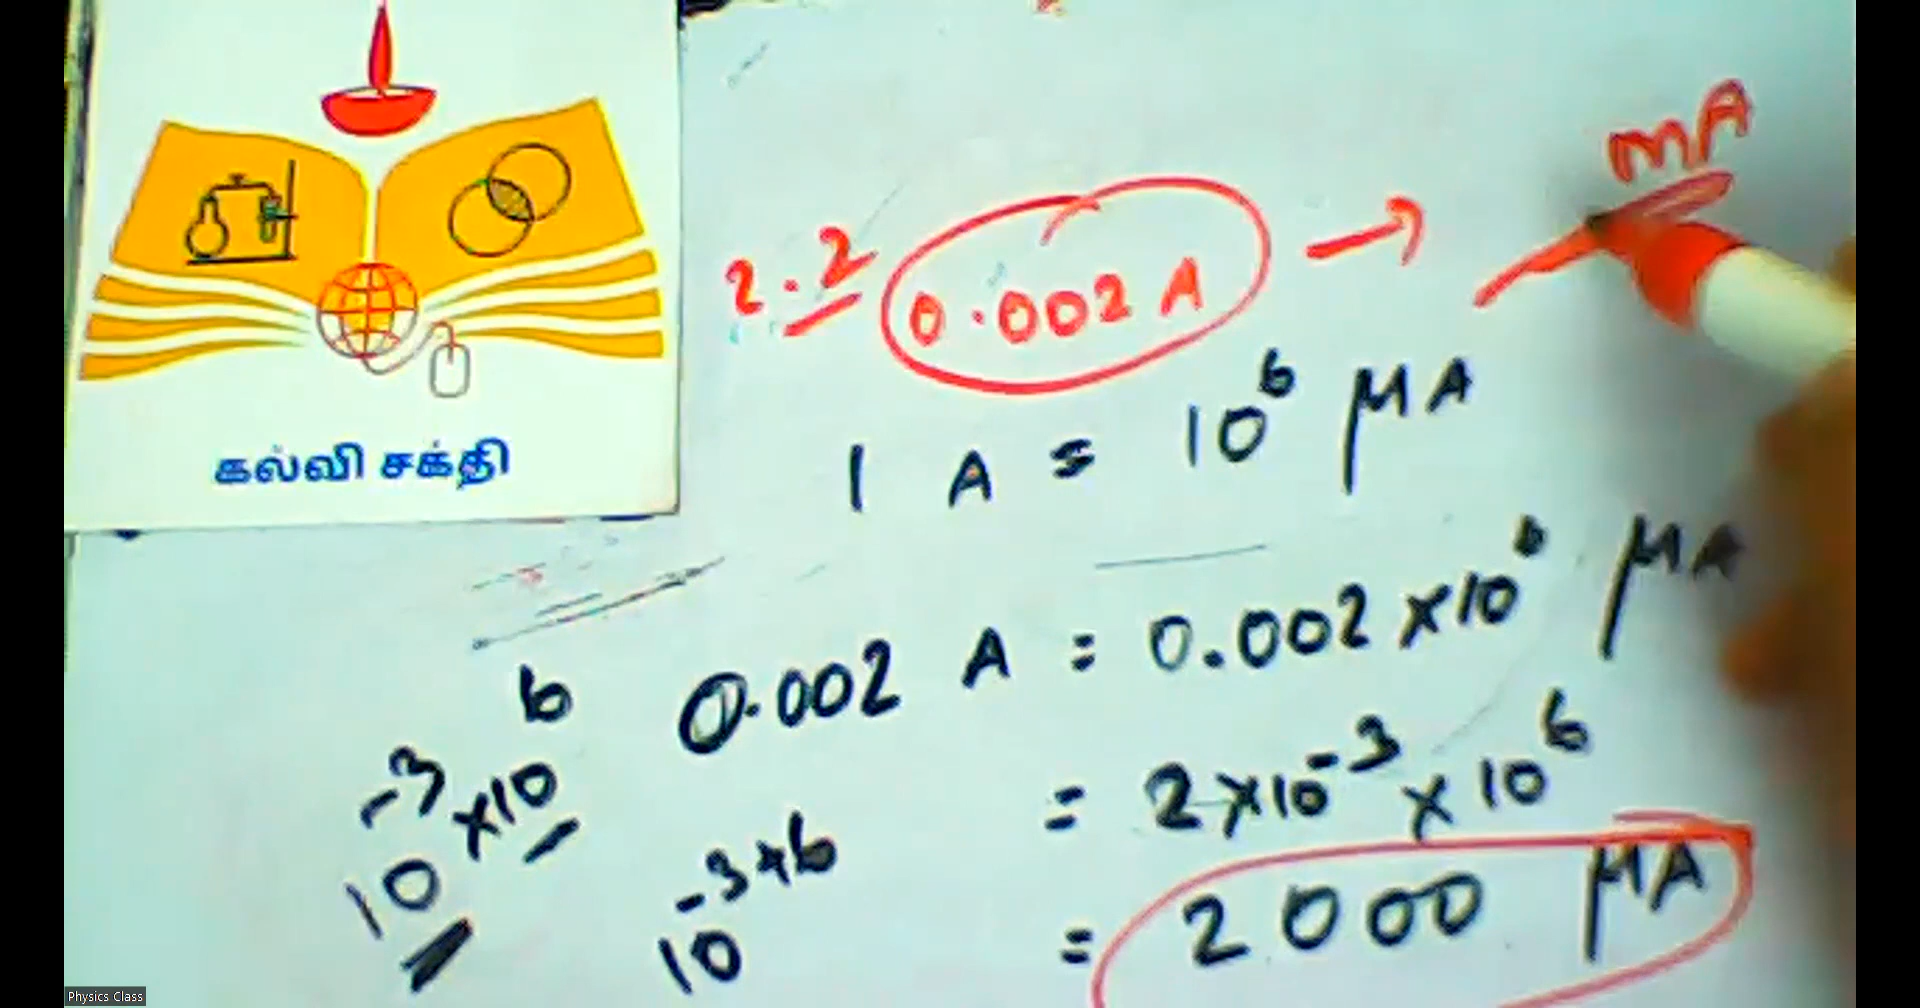 கல்வி சக்தி
mA
2.2 0.002 A →
1 A = 10⁶ μA
0.002 A = 0.002 × 10⁶ μA
= 2 × 10⁻³ × 10⁶
= 2000 μA
10⁻³ × 10⁶
10⁻³⁺⁶
Physics Class